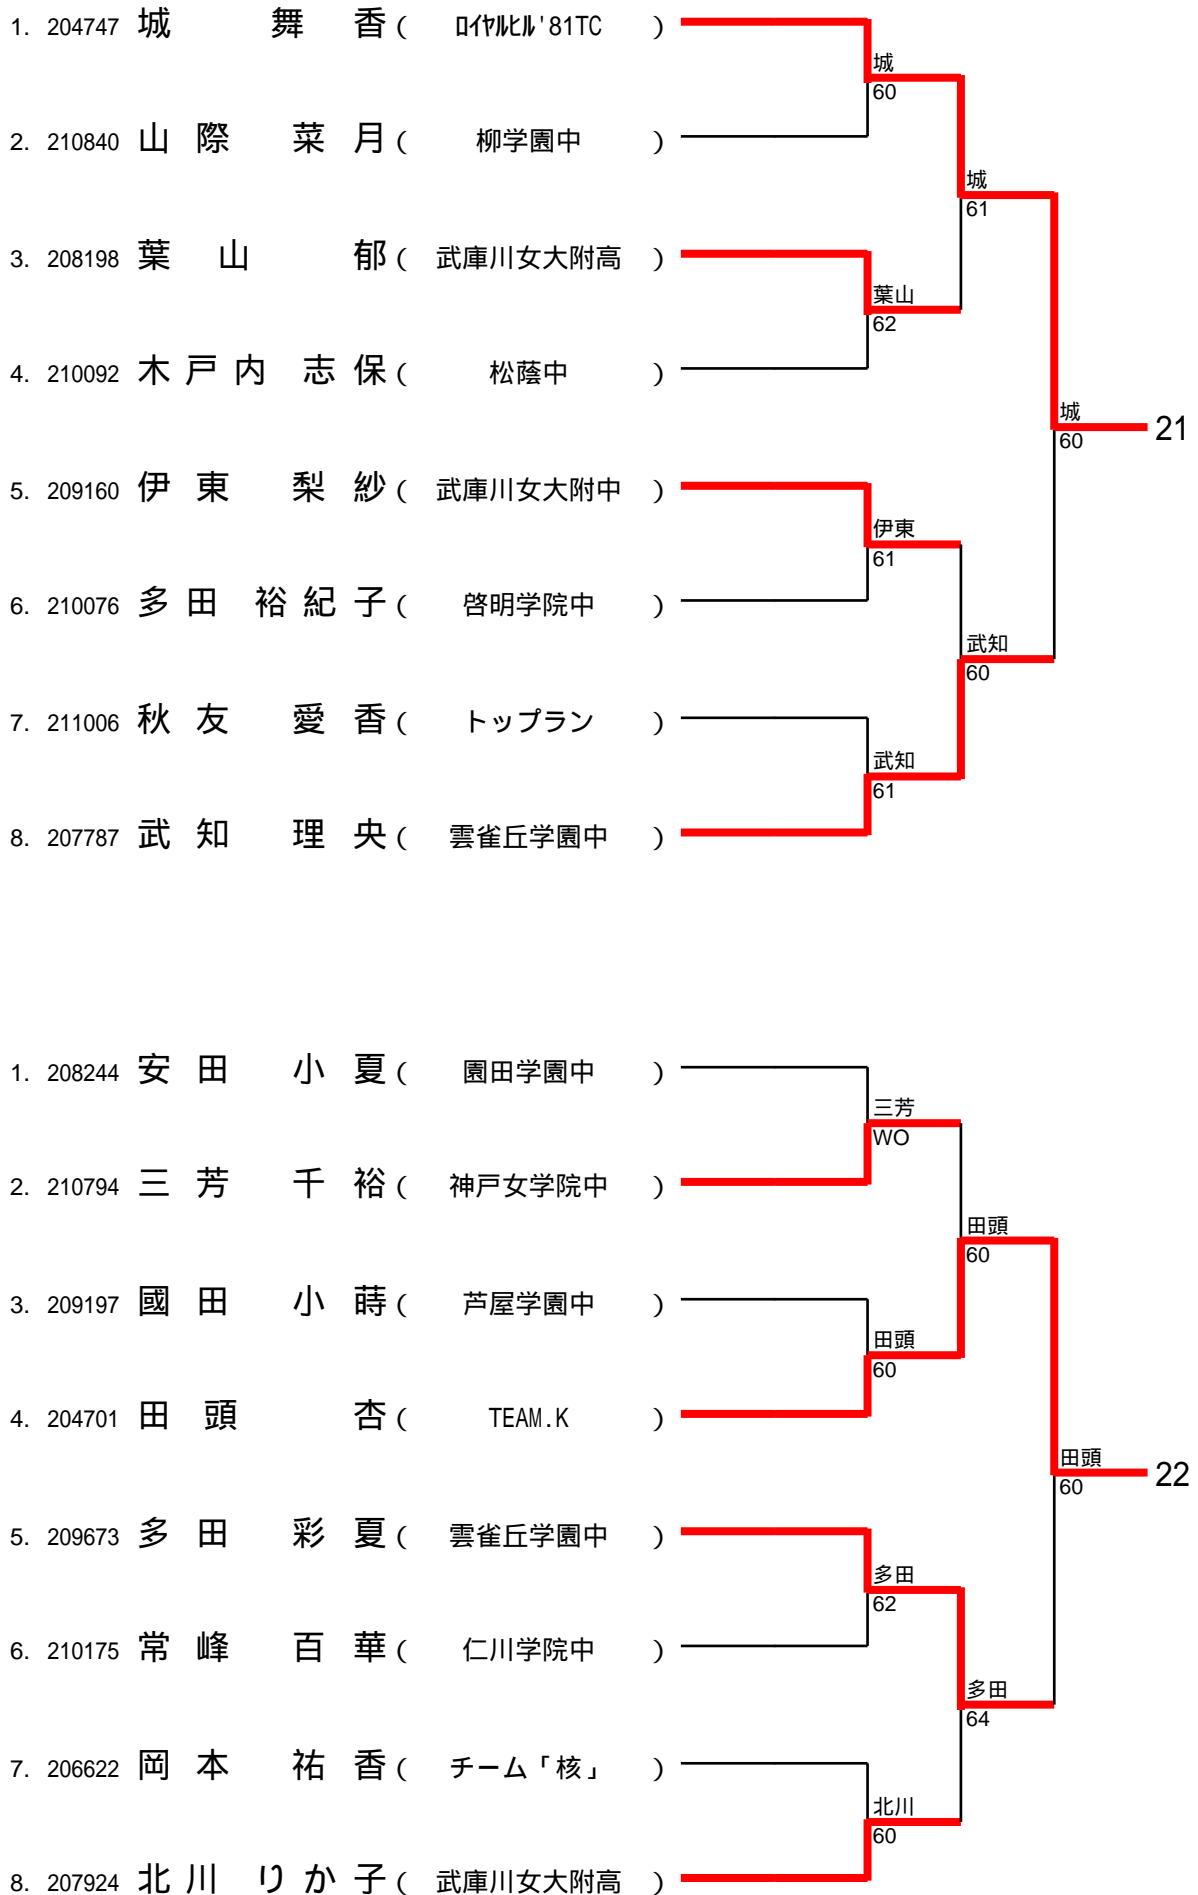 1. 204747 城 舞 香 ( ロイヤルヒル'81TC )
城
60
2. 210840 山 際 菜 月 ( 柳学園中 )
城
61
3. 208198 葉 山 郁 ( 武庫川女大附高 )
葉山
62
4. 210092 木 戸 内 志 保 ( 松蔭中 )
城
60 21
5. 209160 伊 東 梨 紗 ( 武庫川女大附中 )
伊東
61
6. 210076 多 田 裕 紀 子 ( 啓明学院中 )
武知
60
7. 211006 秋 友 愛 香 ( トップラン )
武知
61
8. 207787 武 知 理 央 ( 雲雀丘学園中 )
1. 208244 安 田 小 夏 ( 園田学園中 )
三芳
WO
2. 210794 三 芳 千 裕 ( 神戸女学院中 )
田頭
60
3. 209197 國 田 小 蒔 ( 芦屋学園中 )
田頭
60
4. 204701 田 頭 杏 ( TEAM.K )
田頭
60 22
5. 209673 多 田 彩 夏 ( 雲雀丘学園中 )
多田
62
6. 210175 常 峰 百 華 ( 仁川学院中 )
多田
64
7. 206622 岡 本 祐 香 ( チーム「核」 )
北川
60
8. 207924 北 川 り か 子 ( 武庫川女大附高 )